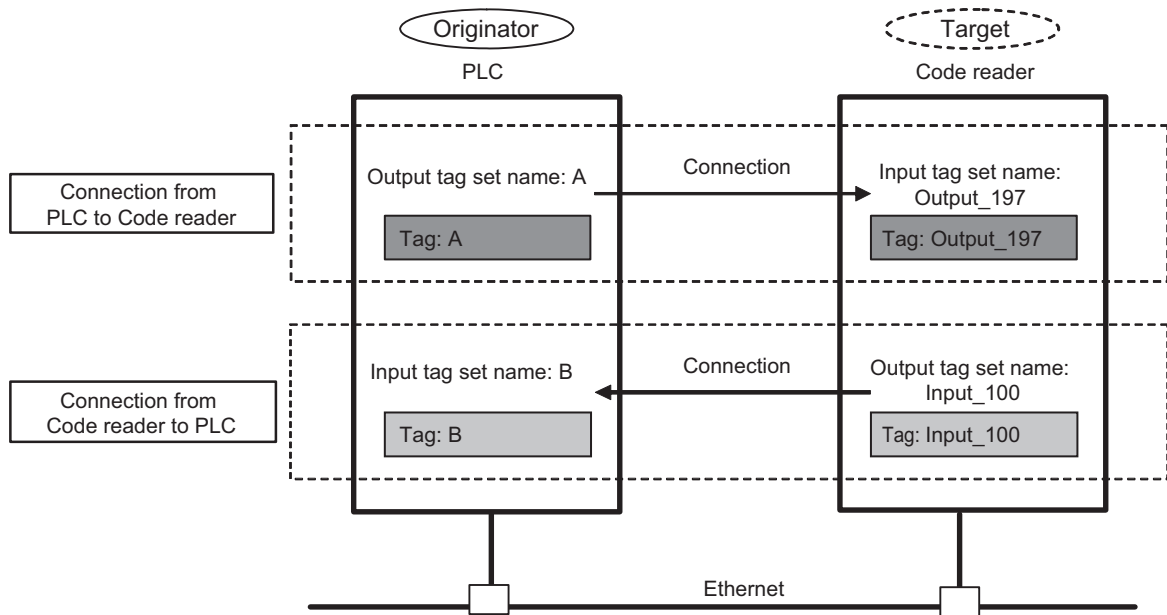 Originator
Target
PLC
Code reader
Connection from
PLC to Code reader
Output tag set name: A
Connection
Input tag set name:
Output_197
Tag: A
Tag: Output_197
Connection from
Code reader to PLC
Input tag set name: B
Connection
Output tag set name:
Input_100
Tag: B
Tag: Input_100
Ethernet